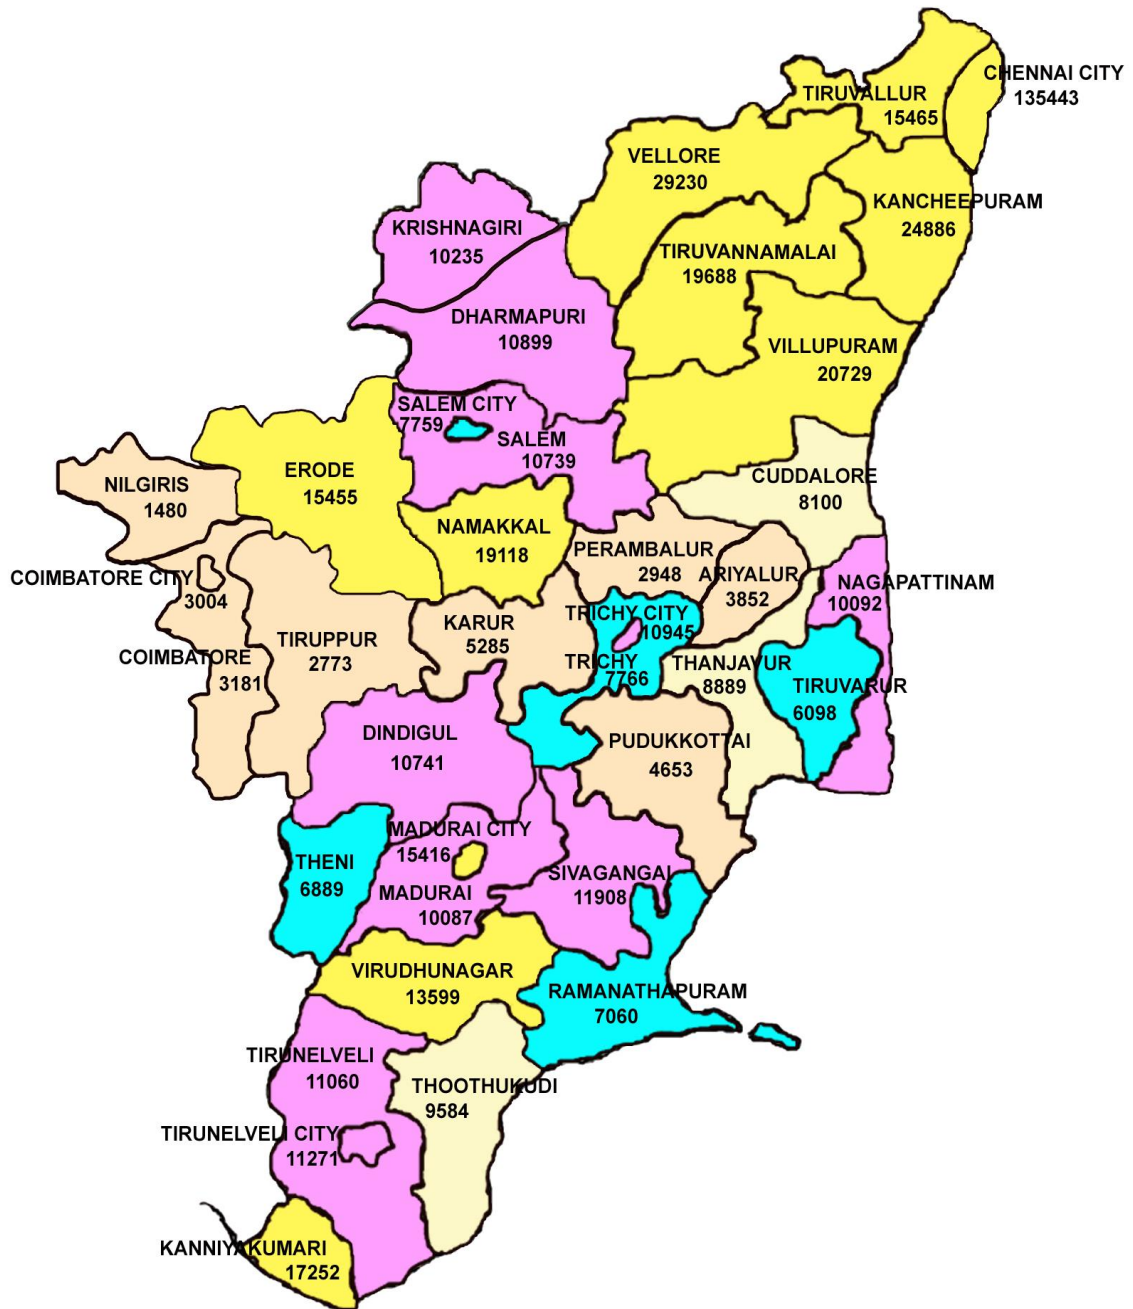 CHENNAI CITY
135443
TIRUVALLUR
15465
VELLORE
29230
KANCHEEPURAM
24886
KRISHNAGIRI
10235
TIRUVANNAMALAI
19688
DHARMAPURI
10899
VILLUPURAM
20729
SALEM CITY
7759
SALEM
10739
ERODE
15455
CUDDALORE
8100
NILGIRIS
1480
NAMAKKAL
19118
PERAMBALUR
2948
ARIYALUR
3852
NAGAPATTINAM
10092
COIMBATORE CITY
3004
TRICHY CITY
10945
KARUR
5285
TIRUPPUR
2773
COIMBATORE
3181
TRICHY
7766
THANJAVUR
8889
TIRUVARUR
6098
DINDIGUL
10741
PUDUKKOTTAI
4653
MADURAI CITY
15416
THENI
6889
SIVAGANGAI
11908
MADURAI
10087
VIRUDHUNAGAR
13599
RAMANATHAPURAM
7060
TIRUNELVELI
11060
THOOTHUKUDI
9584
TIRUNELVELI CITY
11271
KANNIYAKUMARI
17252